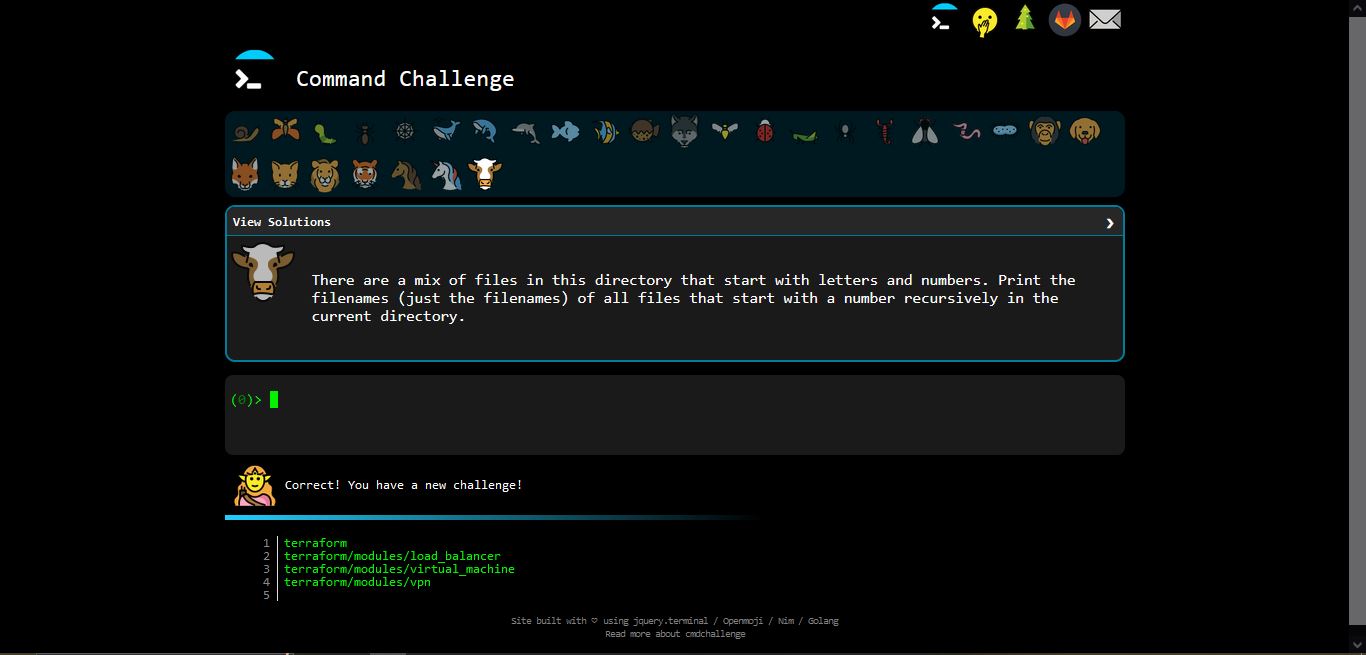 Command Challenge
View Solutions
There are a mix of files in this directory that start with letters and numbers. Print the
filenames (just the filenames) of all files that start with a number recursively in the
current directory.
(0)>
Correct! You have a new challenge!
1 terraform
2 terraform/modules/load_balancer
3 terraform/modules/virtual_machine
4 terraform/modules/vpn
5
Site built with ♡ using jquery.terminal / Openmoji / Nim / Golang
Read more about cmdchallenge